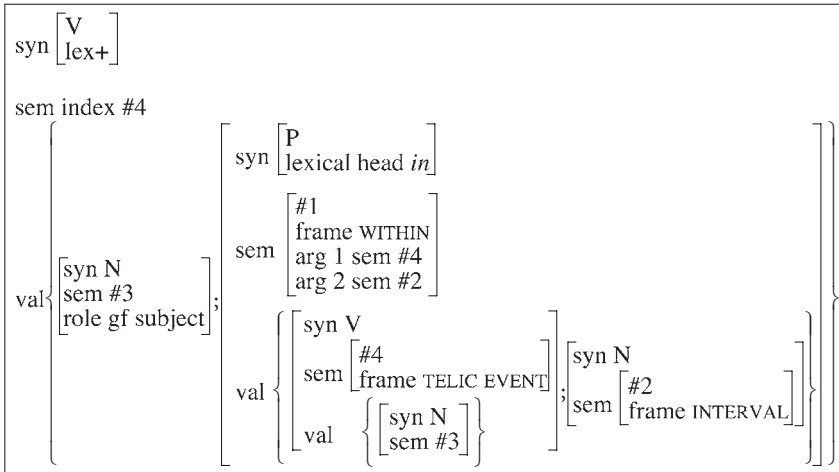 syn [V
lex+]
sem index #4
val{[syn N
sem #3
role gf subject];[syn [P
lexical head in]
sem [#1
frame WITHIN
arg 1 sem #4
arg 2 sem #2]
val {[syn V
sem [#4
frame TELIC EVENT]
val {[syn N
sem #3]}];[syn N
sem [#2
frame INTERVAL]]}]}